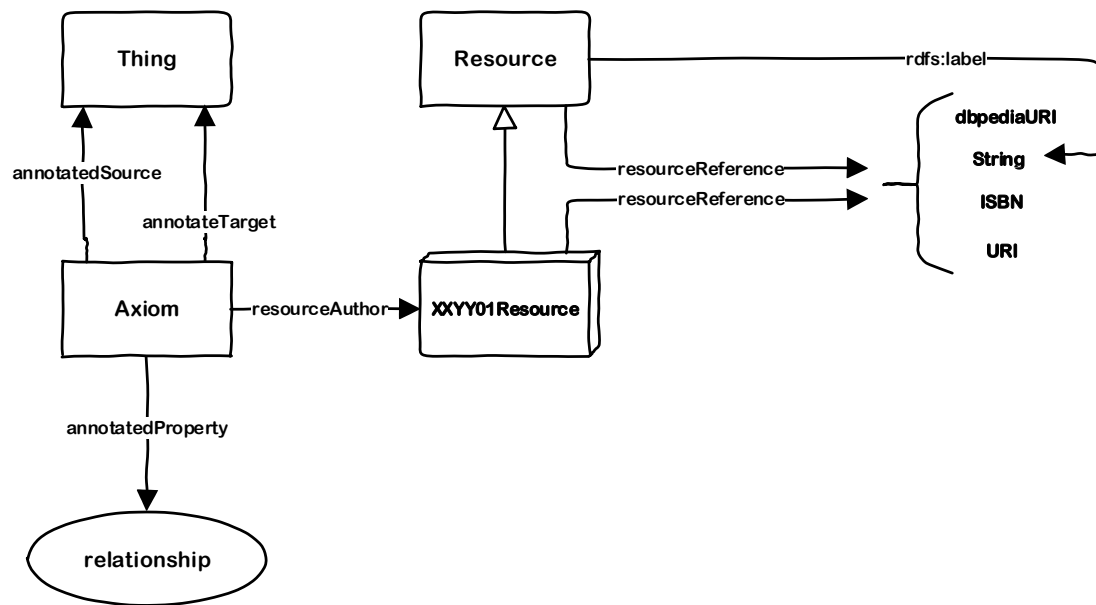 Thing
Resource
rdfs:label
dbpediaURI
String
ISBN
URI
annotatedSource
resourceReference
resourceReference
annotateTarget
Axiom
resourceAuthor
XXYY01Resource
annotatedProperty
relationship